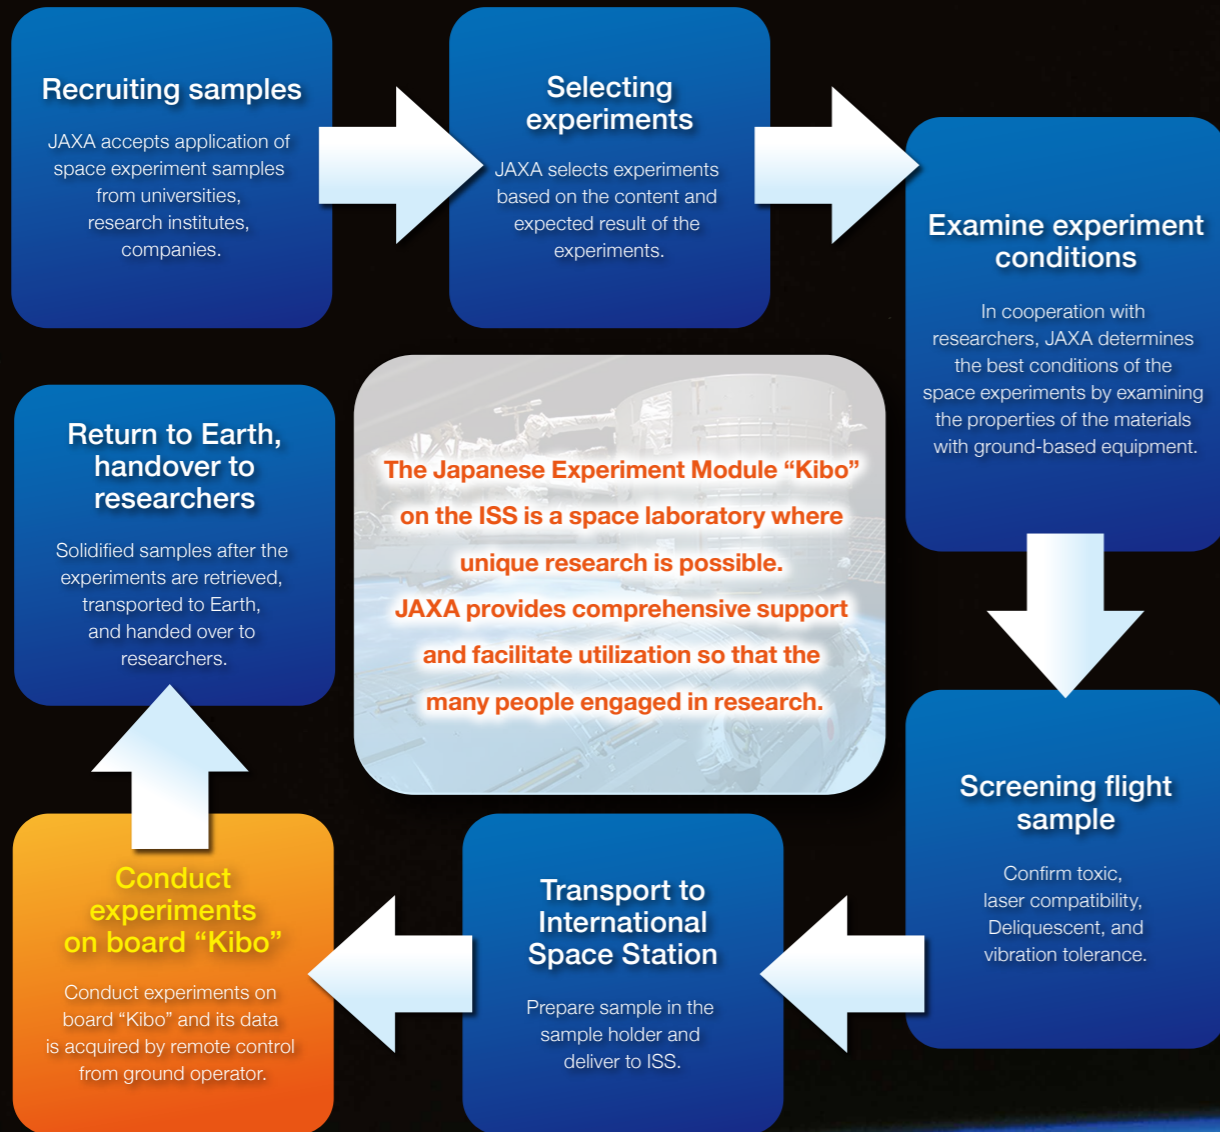 Recruiting samples
JAXA accepts application of
space experiment samples
from universities,
research institutes,
companies.
Selecting
experiments
JAXA selects experiments
based on the content and
expected result of the
experiments.
Examine experiment
conditions
In cooperation with
researchers, JAXA determines
the best conditions of the
space experiments by examining
the properties of the materials
with ground-based equipment.
Screening flight
sample
Confirm toxic,
laser compatibility,
Deliquescent, and
vibration tolerance.
Transport to
International
Space Station
Prepare sample in the
sample holder and
deliver to ISS.
Conduct
experiments
on board “Kibo”
Conduct experiments on
board “Kibo” and its data
is acquired by remote control
from ground operator.
Return to Earth,
handover to
researchers
Solidified samples after the
experiments are retrieved,
transported to Earth,
and handed over to
researchers.
The Japanese Experiment Module “Kibo”
on the ISS is a space laboratory where
unique research is possible.
JAXA provides comprehensive support
and facilitate utilization so that the
many people engaged in research.